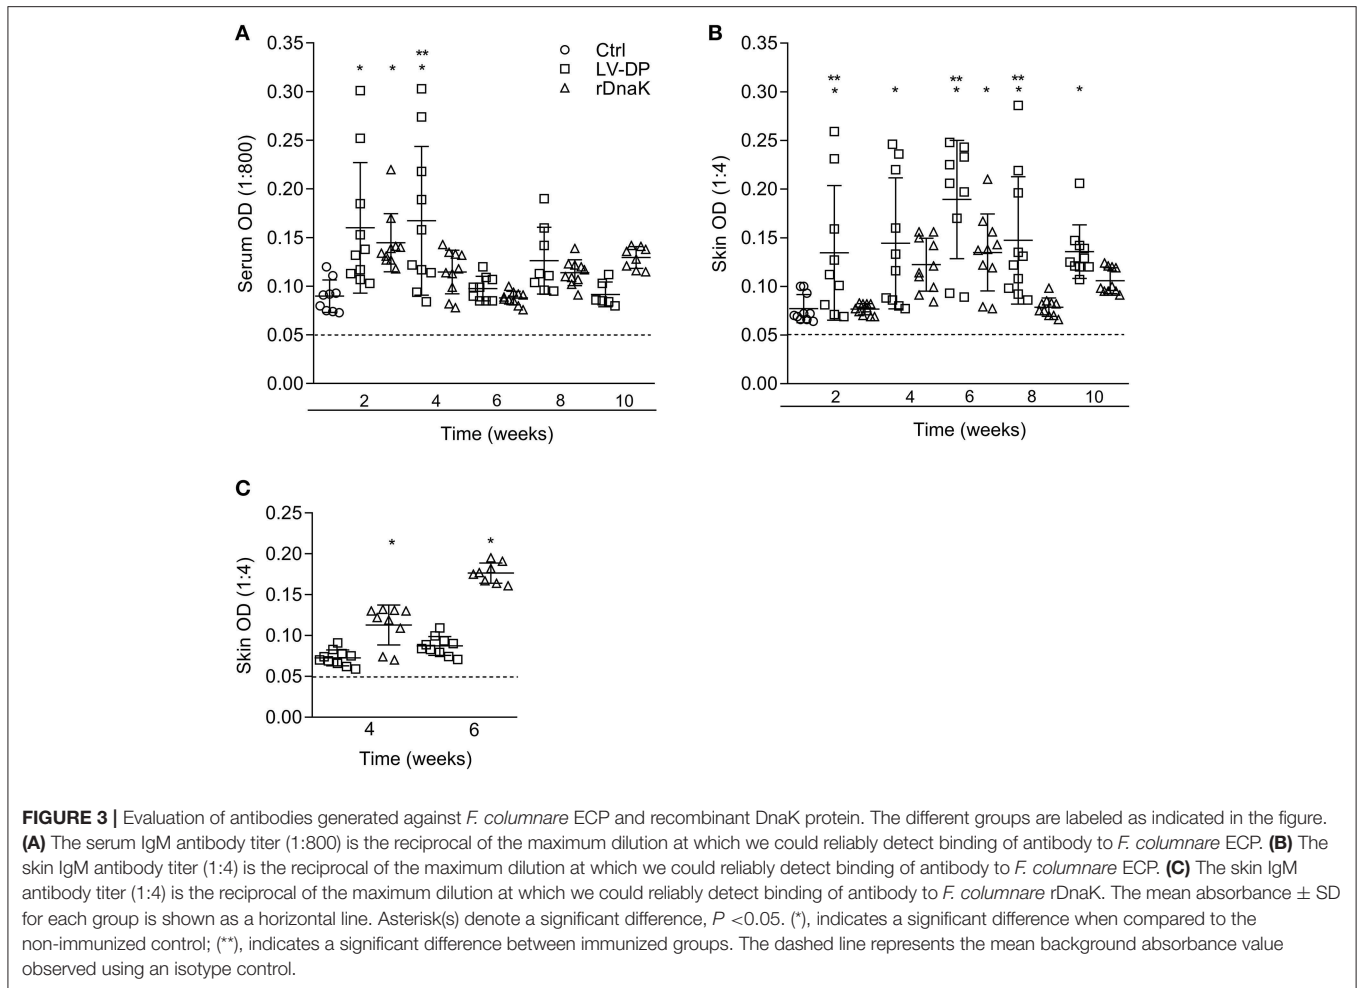 A
0.35
0.30
0.25
0.20
0.15
0.10
0.05
0.00
Serum OD (1:800)
* * ** *
Ctrl
LV-DP
rDnaK
2 4 6 8 10
Time (weeks)
B
0.35
0.30
0.25
0.20
0.15
0.10
0.05
0.00
Skin OD (1:4)
** ** **
* * * * * *
2 4 6 8 10
Time (weeks)
C
0.25
0.20
0.15
0.10
0.05
0.00
Skin OD (1:4)
* *
4 6
Time (weeks)
FIGURE 3 | Evaluation of antibodies generated against F. columnare ECP and recombinant DnaK protein. The different groups are labeled as indicated in the figure.
(A) The serum IgM antibody titer (1:800) is the reciprocal of the maximum dilution at which we could reliably detect binding of antibody to F. columnare ECP. (B) The
skin IgM antibody titer (1:4) is the reciprocal of the maximum dilution at which we could reliably detect binding of antibody to F. columnare ECP. (C) The skin IgM
antibody titer (1:4) is the reciprocal of the maximum dilution at which we could reliably detect binding of antibody to F. columnare rDnaK. The mean absorbance ± SD
for each group is shown as a horizontal line. Asterisk(s) denote a significant difference, P <0.05. (*), indicates a significant difference when compared to the
non-immunized control; (**), indicates a significant difference between immunized groups. The dashed line represents the mean background absorbance value
observed using an isotype control.